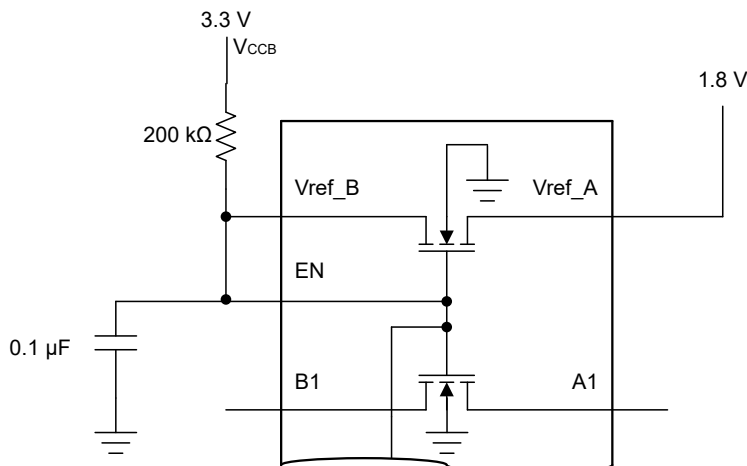 3.3 V
VCCB
1.8 V
200 kΩ
Vref_B
Vref_A
EN
0.1 µF
B1
A1